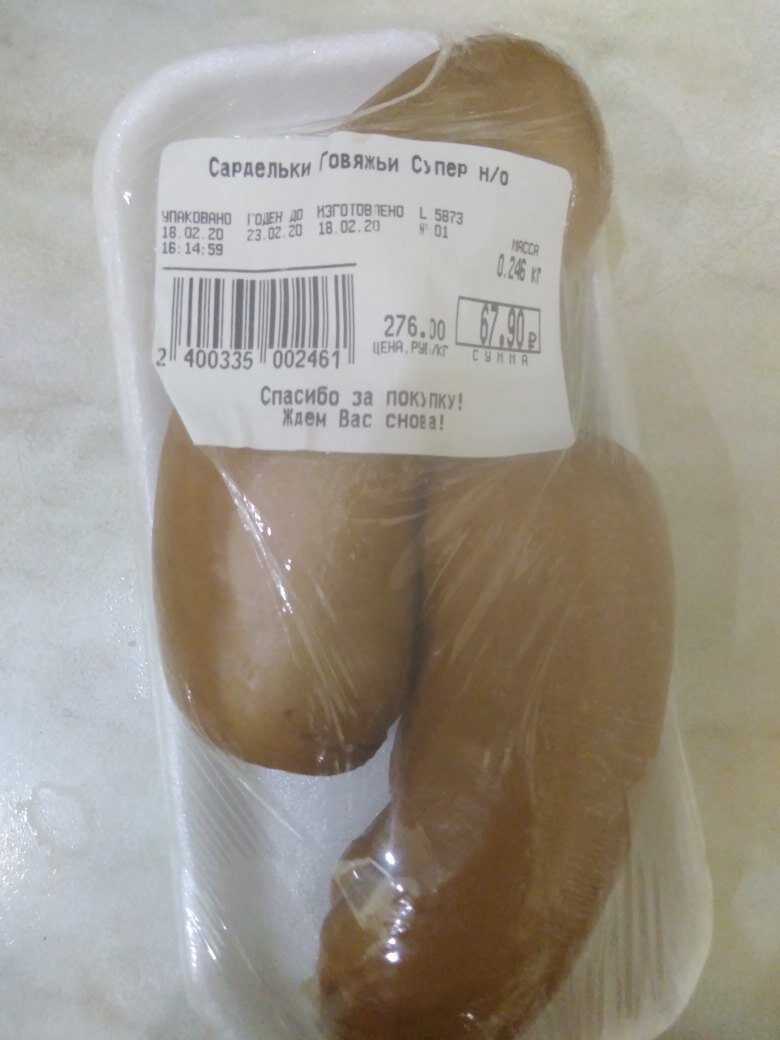 Сардельки Говяжьи Супер н/о
УПАКОВАНО ГОДЕН ДО ИЗГОТОВЛЕНО L 5873
18.02.20 23.02.20 18.02.20 № 01
16:14:59
МАССА
0.246 КГ
276.00 67.90 ₽
ЦЕНА,РУБ/КГ СУММА
2 400335 002461
Спасибо за покупку!
Ждем Вас снова!